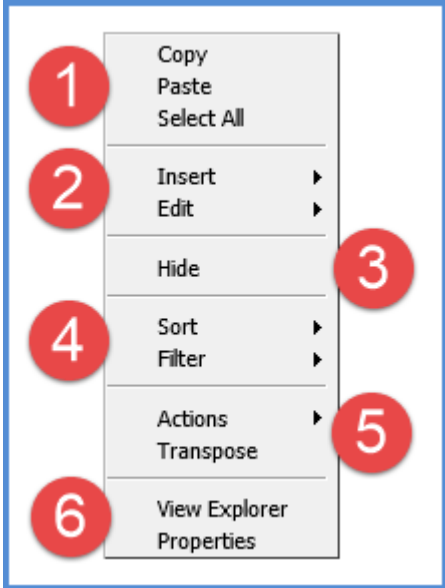 1
Copy
Paste
Select All
2
Insert
Edit
Hide
3
4
Sort
Filter
Actions
5
Transpose
6
View Explorer
Properties